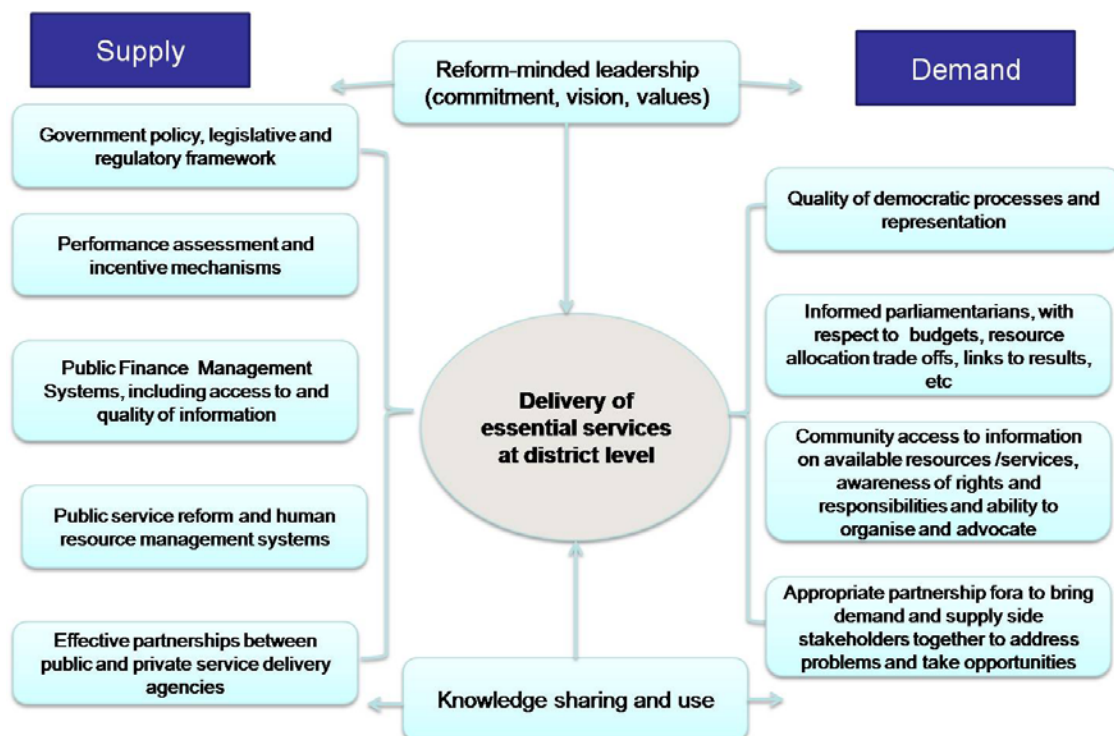 Supply
Reform-minded leadership
(commitment, vision, values)
Demand
Government policy, legislative and
regulatory framework
Performance assessment and
incentive mechanisms
Public Finance Management
Systems, including access to and
quality of information
Public service reform and human
resource management systems
Effective partnerships between
public and private service delivery
agencies
Delivery of
essential services
at district level
Knowledge sharing and use
Quality of democratic processes and
representation
Informed parliamentarians, with
respect to budgets, resource
allocation trade offs, links to results,
etc
Community access to information
on available resources /services,
awareness of rights and
responsibilities and ability to
organise and advocate
Appropriate partnership fora to bring
demand and supply side
stakeholders together to address
problems and take opportunities